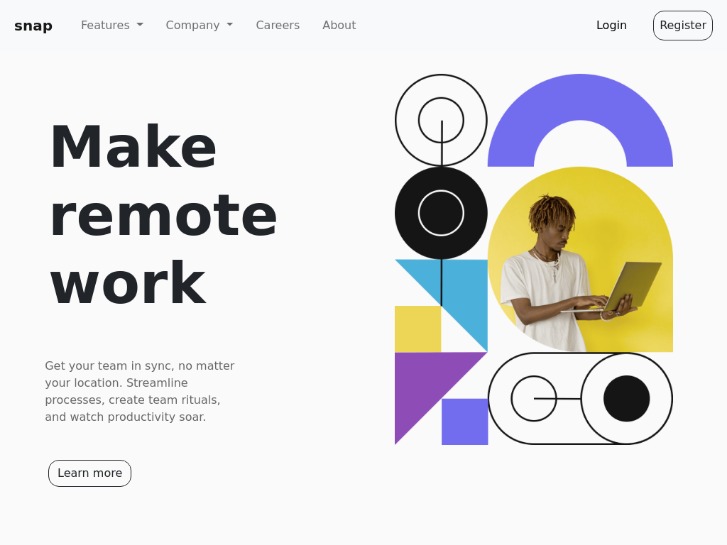 snap
Features
Company
Careers
About
Login
Register
Make
remote
work
Get your team in sync, no matter
your location. Streamline
processes, create team rituals,
and watch productivity soar.
Learn more